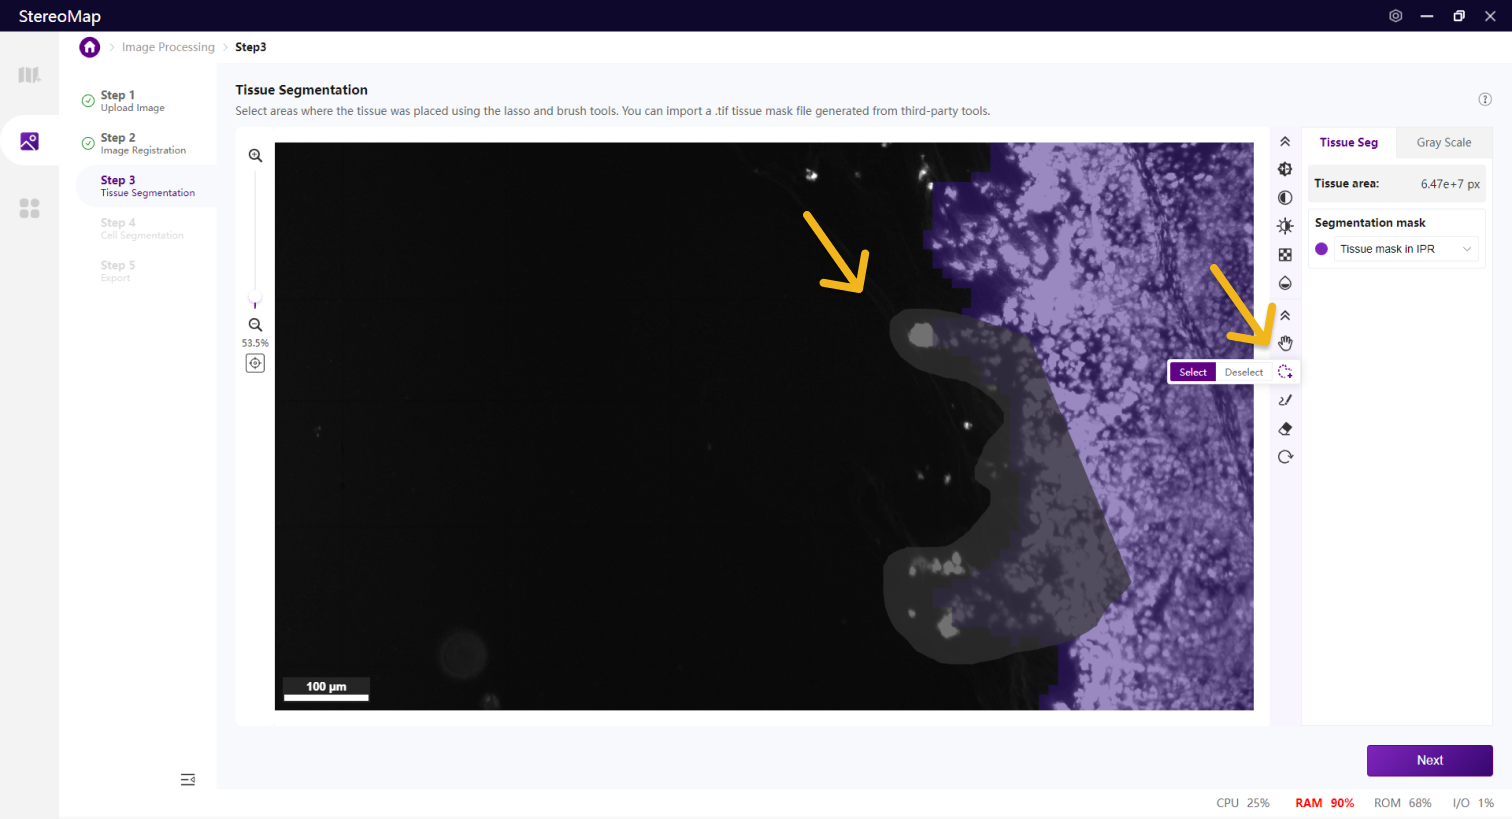 StereoMap
Image Processing
Step3
Step 1
Upload Image
Step 2
Image Registration
Step 3
Tissue Segmentation
Step 4
Cell Segmentation
Step 5
Export
Tissue Segmentation
Select areas where the tissue was placed using the lasso and brush tools. You can import a .tif tissue mask file generated from third-party tools.
53.5%
100 μm
Select Deselect
Tissue Seg Gray Scale
Tissue area: 6.47e+7 px
Segmentation mask
Tissue mask in IPR
Next
CPU 25% RAM 90% ROM 68% I/O 1%